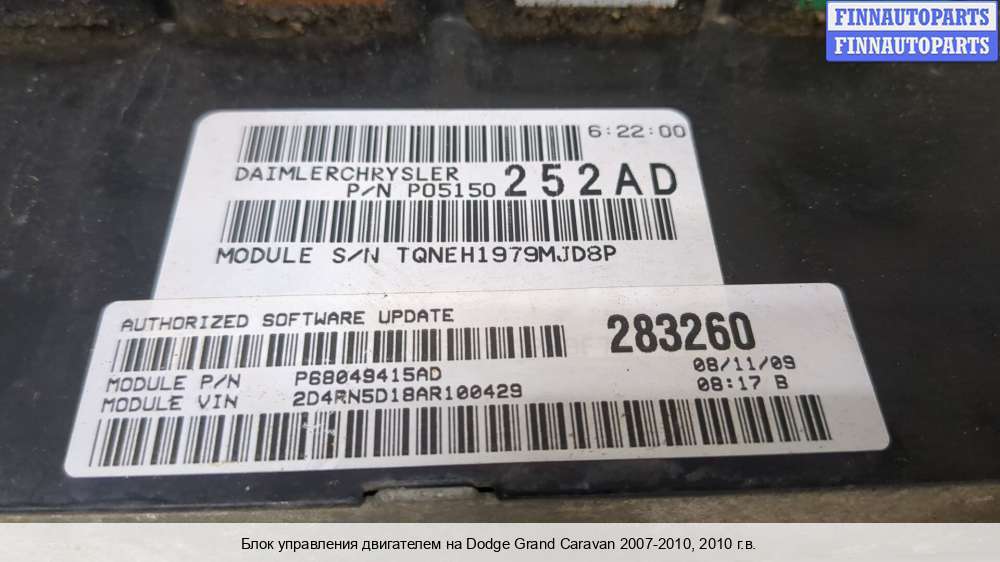 FINNAUTOPARTS
FINNAUTOPARTS
6:22:00
DAIMLERCHRYSLER
P/N P05150 252AD
MODULE S/N TQNEH1979MJD8P
AUTHORIZED SOFTWARE UPDATE
283260
MODULE P/N P68049415AD
08/11/09
MODULE VIN 2D4RN5D18AR100429
08:17 B
Блок управления двигателем на Dodge Grand Caravan 2007-2010, 2010 г.в.